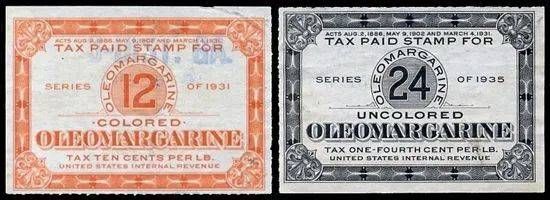 ACTS AUG. 2, 1886, MAY 9, 1902 AND MARCH 4, 1931.
TAX PAID STAMP FOR
OLEOMARGARINE
SERIES 12 OF 1931
COLORED
OLEOMARGARINE
TAX TEN CENTS PER LB.
UNITED STATES INTERNAL REVENUE
ACTS AUG. 2, 1886, MAY 9, 1902 AND MARCH 4, 1931.
TAX PAID STAMP FOR
OLEOMARGARINE
SERIES 24 OF 1935
UNCOLORED
OLEOMARGARINE
TAX ONE-FOURTH CENT PER LB.
UNITED STATES INTERNAL REVENUE